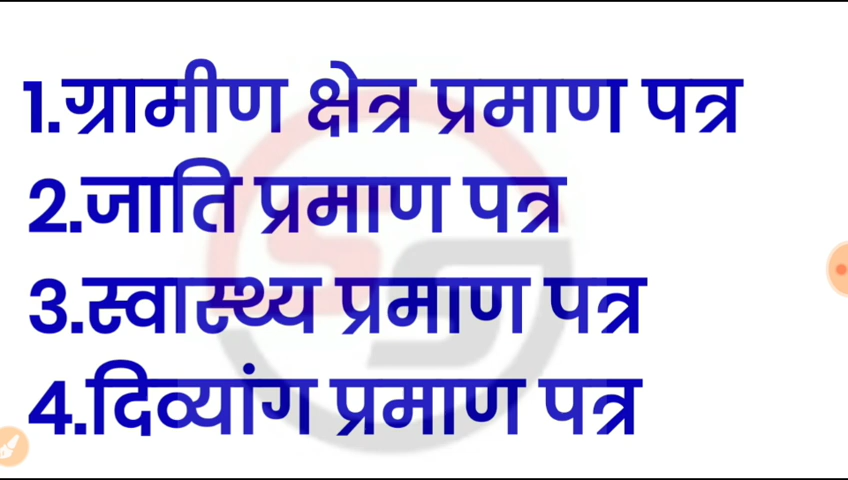 1.ग्रामीण क्षेत्र प्रमाण पत्र
2.जाति प्रमाण पत्र
3.स्वास्थ्य प्रमाण पत्र
4.दिव्यांग प्रमाण पत्र